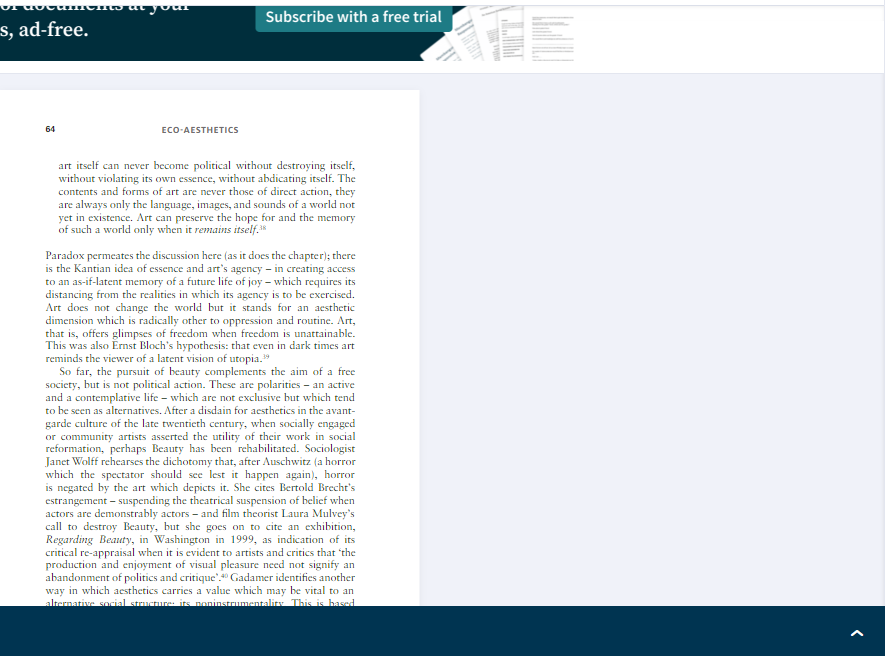 s, ad-free.
Subscribe with a free trial
64
ECO-AESTHETICS
art itself can never become political without destroying itself,
without violating its own essence, without abdicating itself. The
contents and forms of art are never those of direct action, they
are always only the language, images, and sounds of a world not
yet in existence. Art can preserve the hope for and the memory
of such a world only when it remains itself.
Paradox permeates the discussion here (as it does the chapter); there
is the Kantian idea of essence and art's agency – in creating access
to an as-if-latent memory of a future life of joy – which requires its
distancing from the realities in which its agency is to be exercised.
Art does not change the world but it stands for an aesthetic
dimension which is radically other to oppression and routine. Art,
that is, offers glimpses of freedom when freedom is unattainable.
This was also Ernst Bloch's hypothesis: that even in dark times art
reminds the viewer of a latent vision of utopia.³⁹
So far, the pursuit of beauty complements the aim of a free
society, but is not political action. These are polarities – an active
and a contemplative life – which are not exclusive but which tend
to be seen as alternatives. After a disdain for aesthetics in the avant-
garde culture of the late twentieth century, when socially engaged
or community artists asserted the utility of their work in social
reformation, perhaps Beauty has been rehabilitated. Sociologist
Janet Wolff rehearses the dichotomy that, after Auschwitz (a horror
which the spectator should see lest it happen again), horror
is negated by the art which depicts it. She cites Bertold Brecht's
estrangement – suspending the theatrical suspension of belief when
actors are demonstrably actors – and film theorist Laura Mulvey's
call to destroy Beauty, but she goes on to cite an exhibition,
Regarding Beauty, in Washington in 1999, as indication of its
critical re-appraisal when it is evident to artists and critics that 'the
production and enjoyment of visual pleasure need not signify an
abandonment of politics and critique'.⁴⁰ Gadamer identifies another
way in which aesthetics carries a value which may be vital to an
alternative social structure: its noninstrumentality. This is based